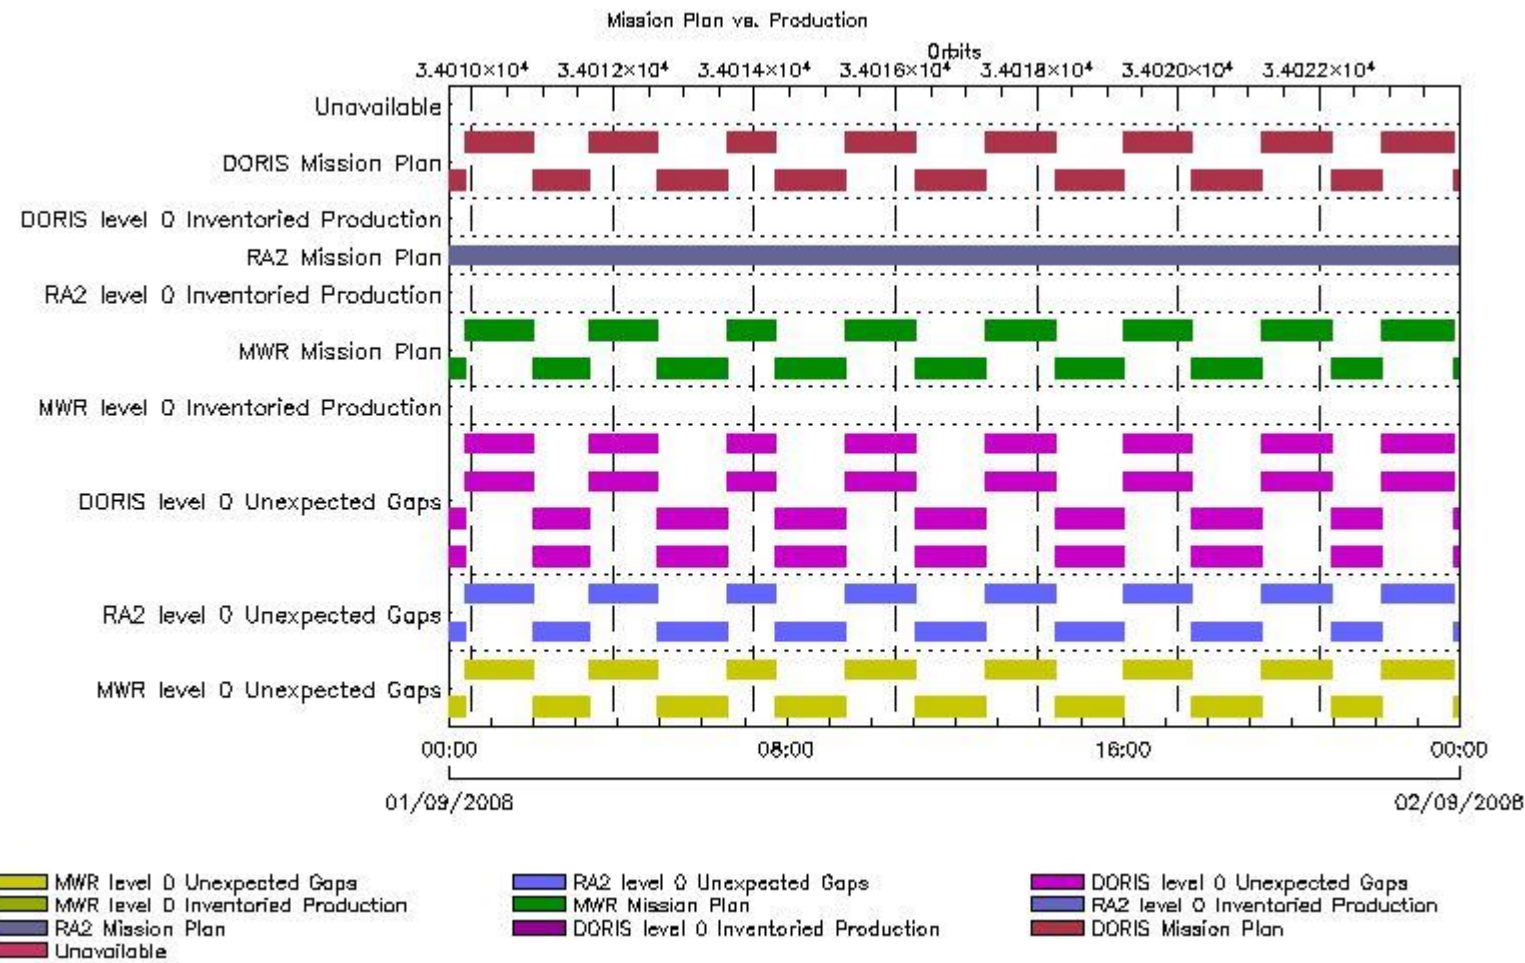 Mission Plan vs. Production
Orbits
3.4010×10⁴ 3.4012×10⁴ 3.4014×10⁴ 3.4016×10⁴ 3.4018×10⁴ 3.4020×10⁴ 3.4022×10⁴
Unavailable
DORIS Mission Plan
DORIS level 0 Inventoried Production
RA2 Mission Plan
RA2 level 0 Inventoried Production
MWR Mission Plan
MWR level 0 Inventoried Production
DORIS level 0 Unexpected Gaps
RA2 level 0 Unexpected Gaps
MWR level 0 Unexpected Gaps
00:00 08:00 16:00 00:00
01/09/2008 02/09/2008
MWR level 0 Unexpected Gaps RA2 level 0 Unexpected Gaps DORIS level 0 Unexpected Gaps
MWR level 0 Inventoried Production MWR Mission Plan RA2 level 0 Inventoried Production
RA2 Mission Plan DORIS level 0 Inventoried Production DORIS Mission Plan
Unavailable